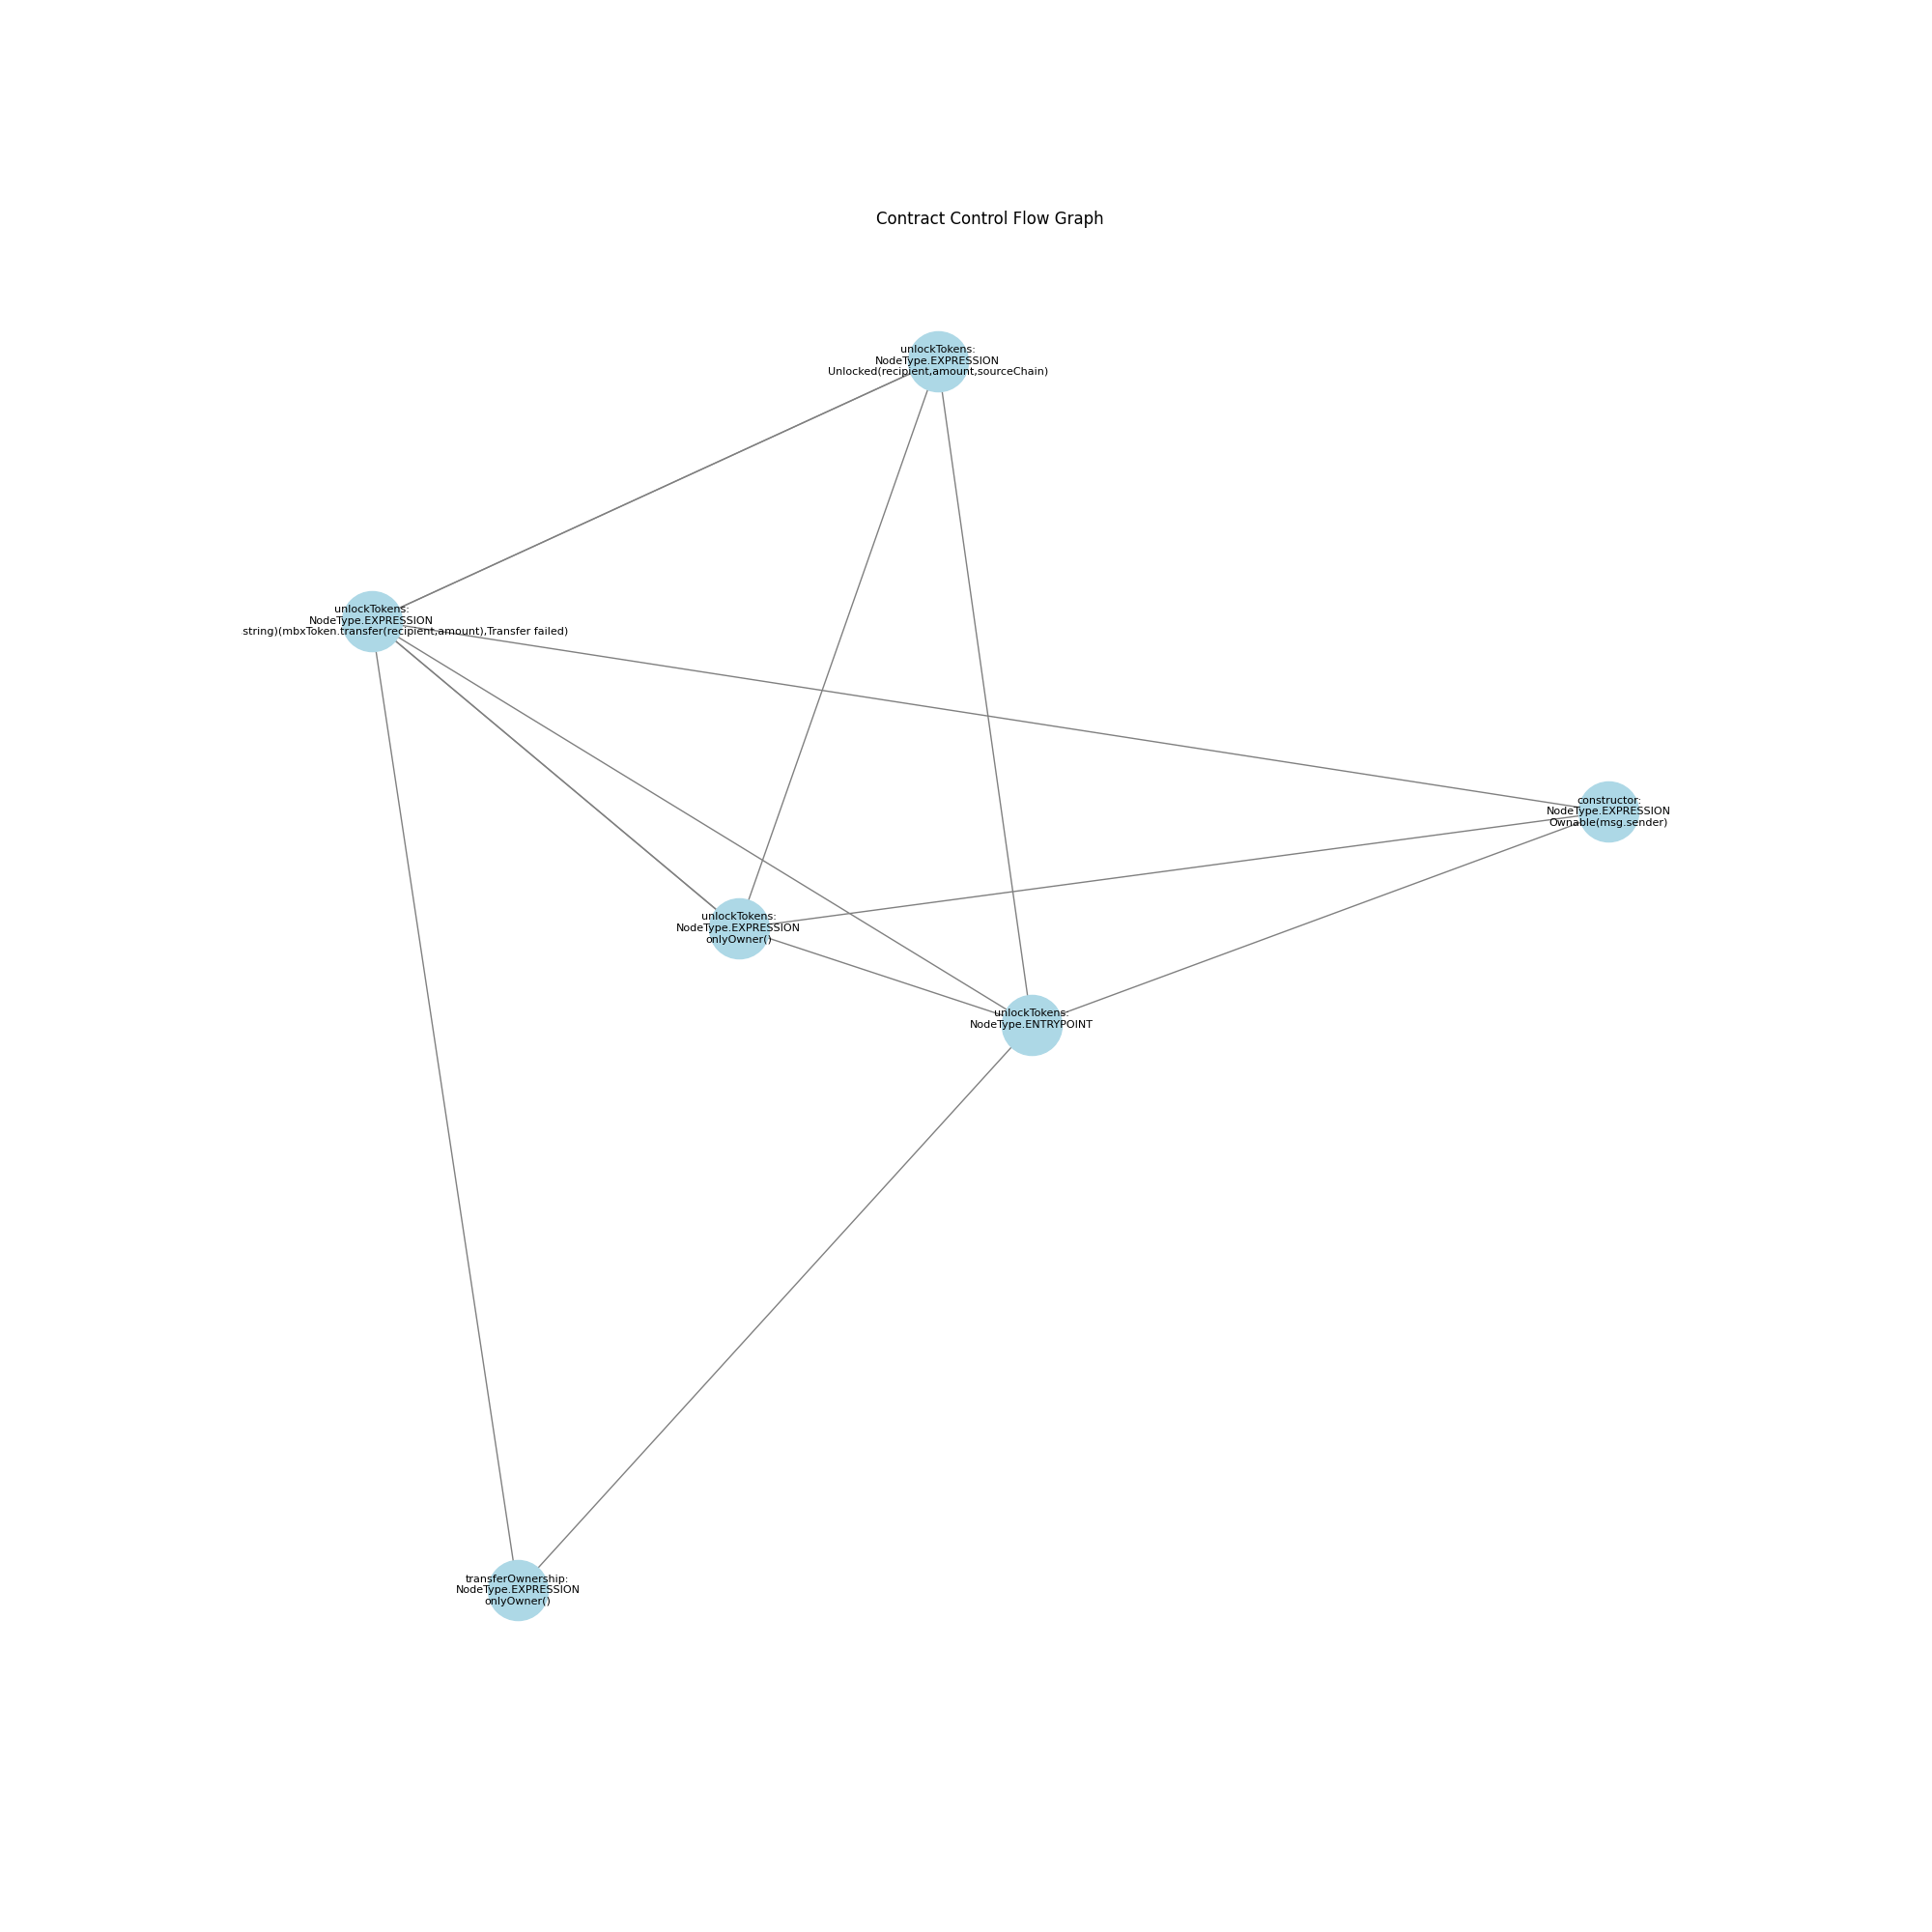 Contract Control Flow Graph
unlockTokens:
NodeType.EXPRESSION
Unlocked(recipient,amount,sourceChain)
unlockTokens:
NodeType.EXPRESSION
string)(mbxToken.transfer(recipient,amount),Transfer failed)
constructor:
NodeType.EXPRESSION
Ownable(msg.sender)
unlockTokens:
NodeType.EXPRESSION
onlyOwner()
unlockTokens:
NodeType.ENTRYPOINT
transferOwnership:
NodeType.EXPRESSION
onlyOwner()